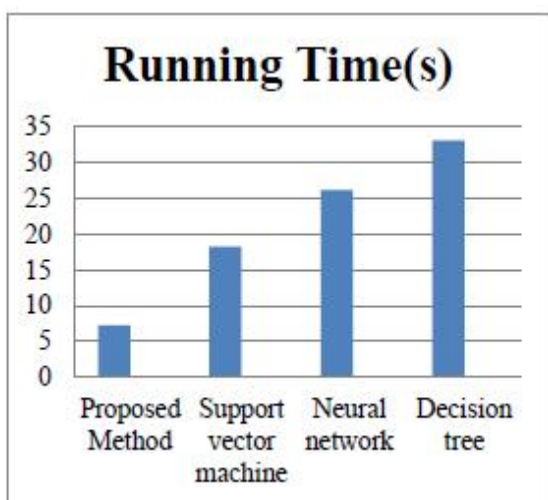 Running Time(s)
35
30
25
20
15
10
5
0
Proposed Method
Support vector machine
Neural network
Decision tree